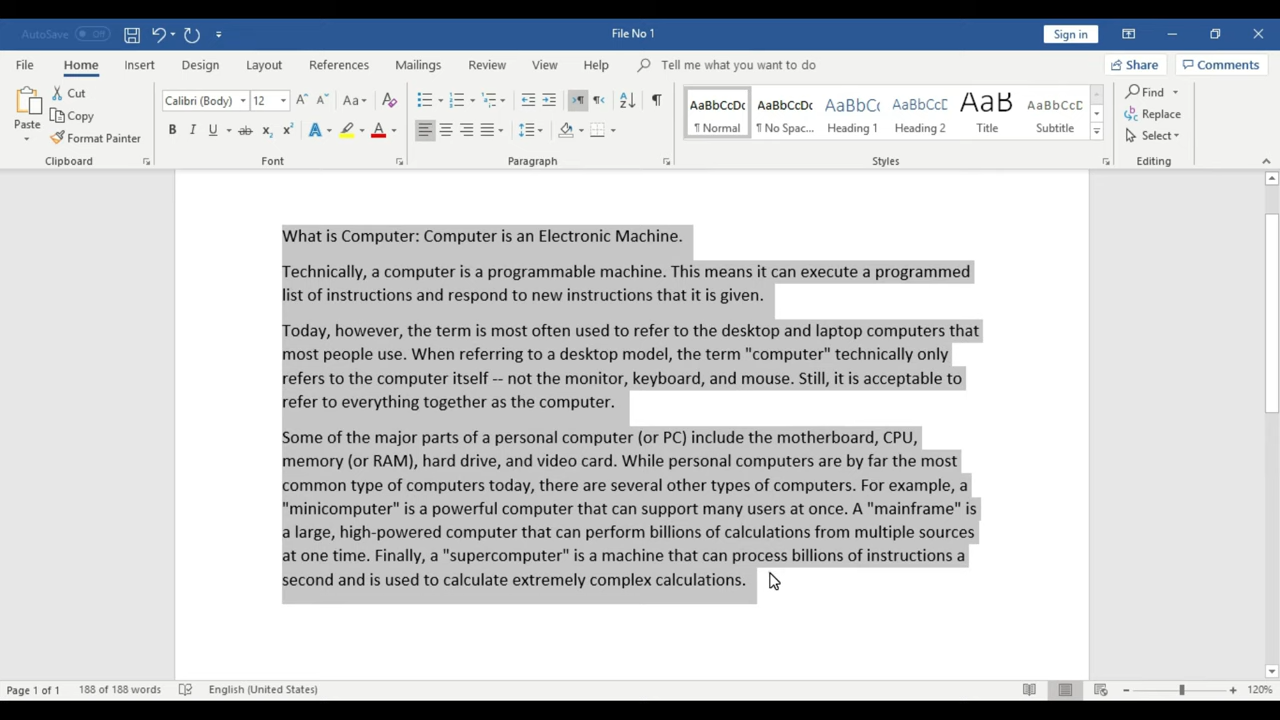 AutoSave Off
File No 1
Sign in
File Home Insert Design Layout References Mailings Review View Help Tell me what you want to do Share Comments
Paste
Cut
Copy
Format Painter
Clipboard
Calibri (Body) 12
Font
Paragraph
AaBbCcDc AaBbCcDc AaBbCc AaBbCcD AaB AaBbCcD
¶ Normal ¶ No Spac... Heading 1 Heading 2 Title Subtitle
Styles
Find
Replace
Select
Editing
What is Computer: Computer is an Electronic Machine.
Technically, a computer is a programmable machine. This means it can execute a programmed
list of instructions and respond to new instructions that it is given.
Today, however, the term is most often used to refer to the desktop and laptop computers that
most people use. When referring to a desktop model, the term "computer" technically only
refers to the computer itself -- not the monitor, keyboard, and mouse. Still, it is acceptable to
refer to everything together as the computer.
Some of the major parts of a personal computer (or PC) include the motherboard, CPU,
memory (or RAM), hard drive, and video card. While personal computers are by far the most
common type of computers today, there are several other types of computers. For example, a
"minicomputer" is a powerful computer that can support many users at once. A "mainframe" is
a large, high-powered computer that can perform billions of calculations from multiple sources
at one time. Finally, a "supercomputer" is a machine that can process billions of instructions a
second and is used to calculate extremely complex calculations.
Page 1 of 1 188 of 188 words English (United States) 120%